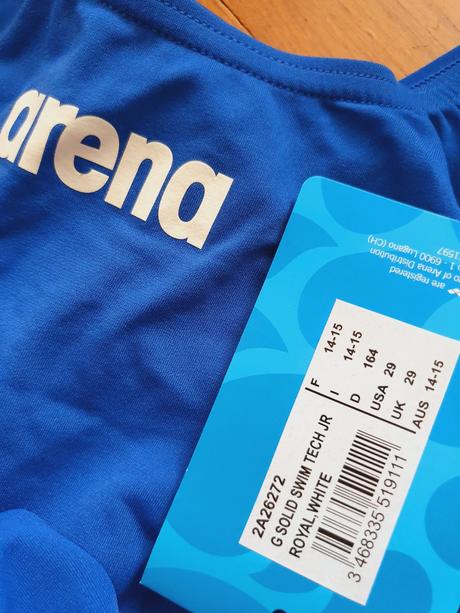 arena
are registered
of Arena Distribution
1 - 6900 Lugano (CH)
1597
F 14-15
I 14-15
D 164
USA 29
UK 29
AUS 14-15
2A26272
G SOLID SWIM TECH JR
ROYAL,WHITE
3 468335 519111